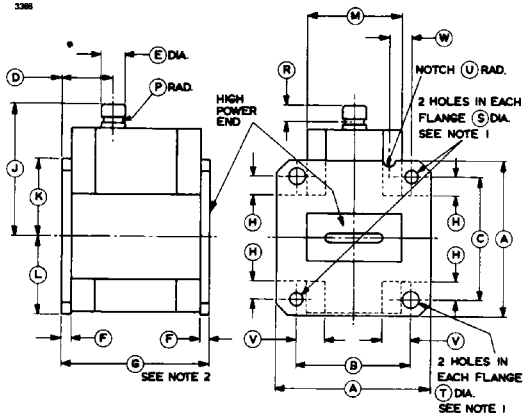 3386
M
D
E DIA.
W
P RAD.
R
NOTCH U RAD.
HIGH
POWER
END
2 HOLES IN EACH
FLANGE S DIA.
SEE NOTE 1
J
K
H
H
C
A
H
H
L
F
F
V
V
G
B
SEE NOTE 2
A
2 HOLES IN
EACH FLANGE
T DIA.
SEE NOTE 1